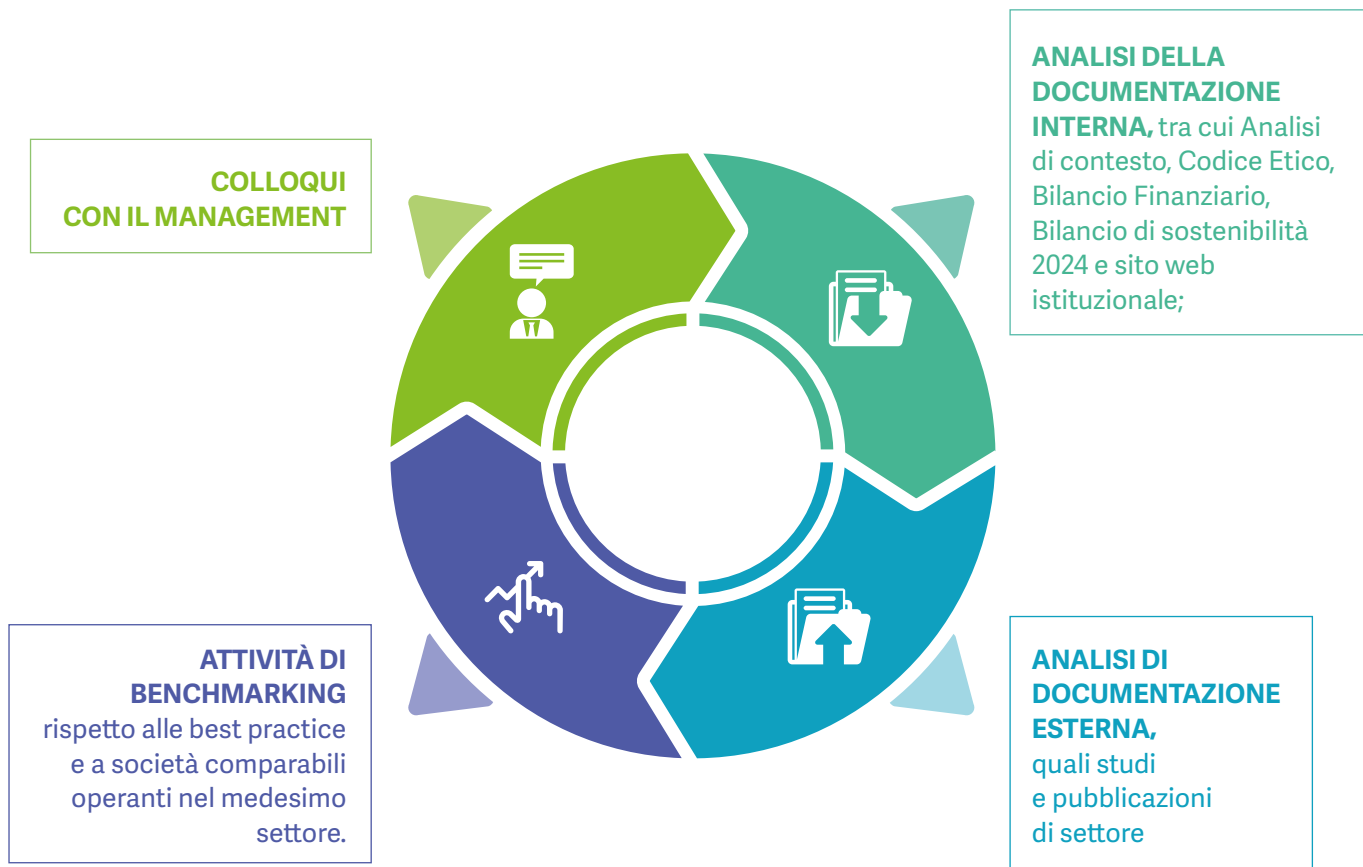 COLLOQUI
CON IL MANAGEMENT
ANALISI DELLA
DOCUMENTAZIONE
INTERNA, tra cui Analisi
di contesto, Codice Etico,
Bilancio Finanziario,
Bilancio di sostenibilità
2024 e sito web
istituzionale;
ATTIVITÀ DI
BENCHMARKING
rispetto alle best practice
e a società comparabili
operanti nel medesimo
settore.
ANALISI DI
DOCUMENTAZIONE
ESTERNA,
quali studi
e pubblicazioni
di settore